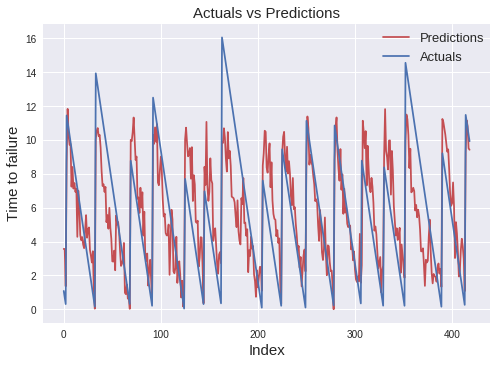 Actuals vs Predictions
Predictions
Actuals
Time to failure
16
14
12
10
8
6
4
2
0
0 100 200 300 400
Index